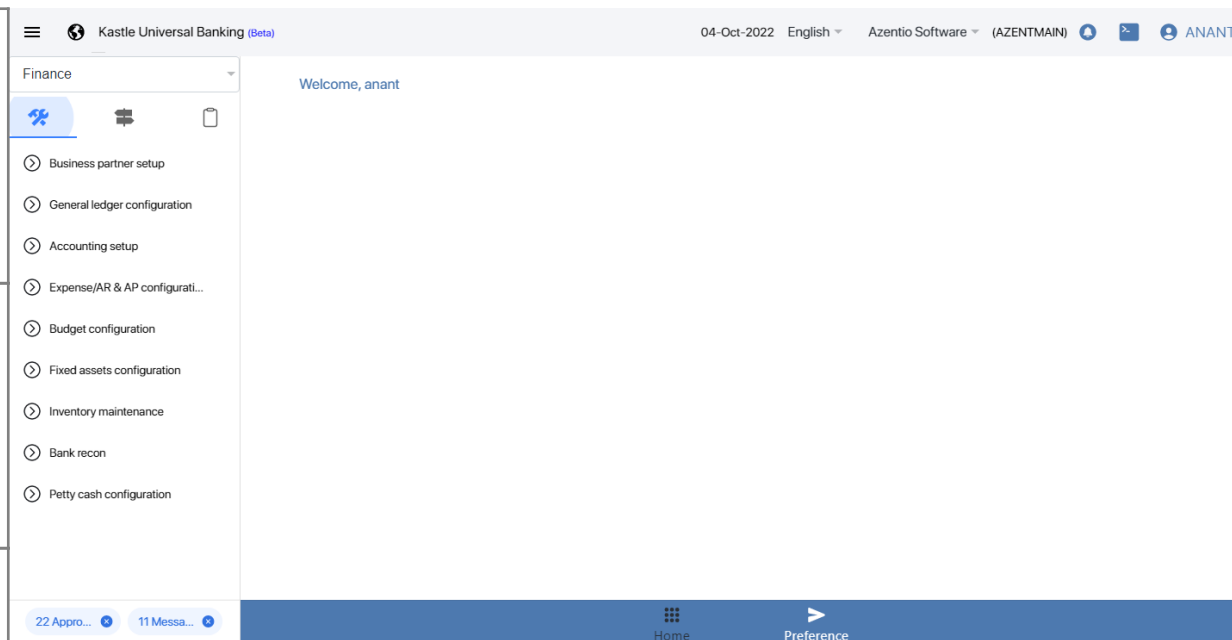 Kastle Universal Banking (Beta)
04-Oct-2022 English Azentio Software (AZENTMAIN) ANANT
Finance
Welcome, anant
Business partner setup
General ledger configuration
Accounting setup
Expense/AR & AP configurati...
Budget configuration
Fixed assets configuration
Inventory maintenance
Bank recon
Petty cash configuration
22 Appro... 11 Messa...
Home Preference